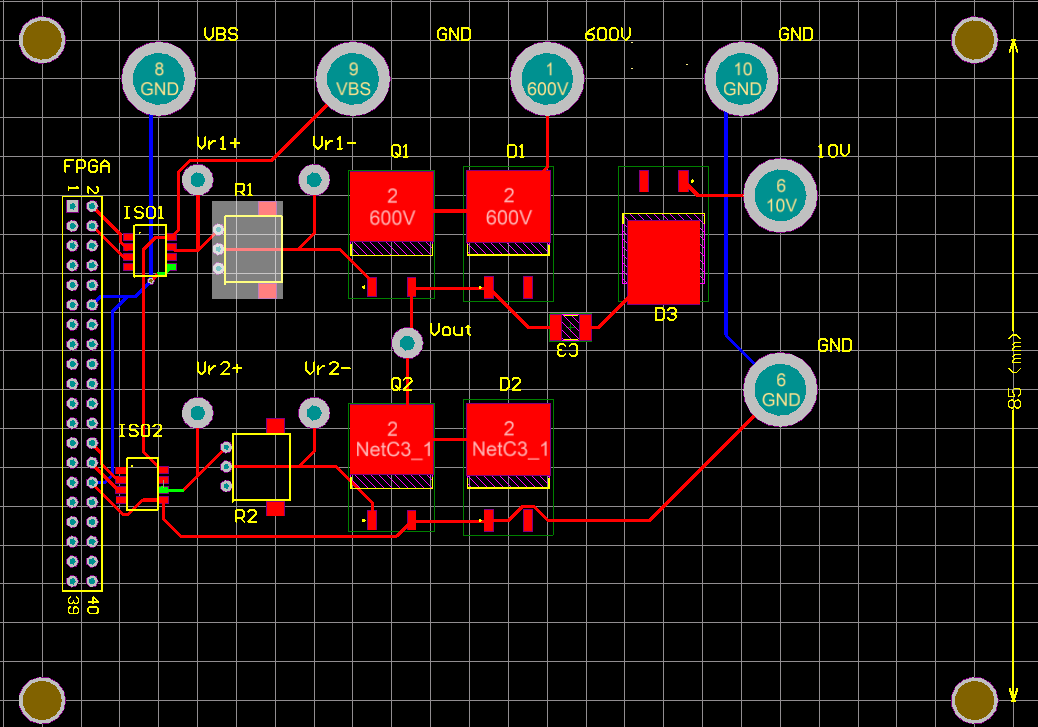 VBS
GND
600V
GND
8
GND
9
VBS
1
600V
10
GND
Vr1+
Vr1-
Q1
D1
10V
FPGA
1 2
R1
ISO1
2
600V
2
600V
6
10V
D3
Vout
C3
GND
85 (mm)
Vr2+
Vr2-
Q2
D2
6
GND
ISO2
2
NetC3_1
2
NetC3_1
R2
39 40